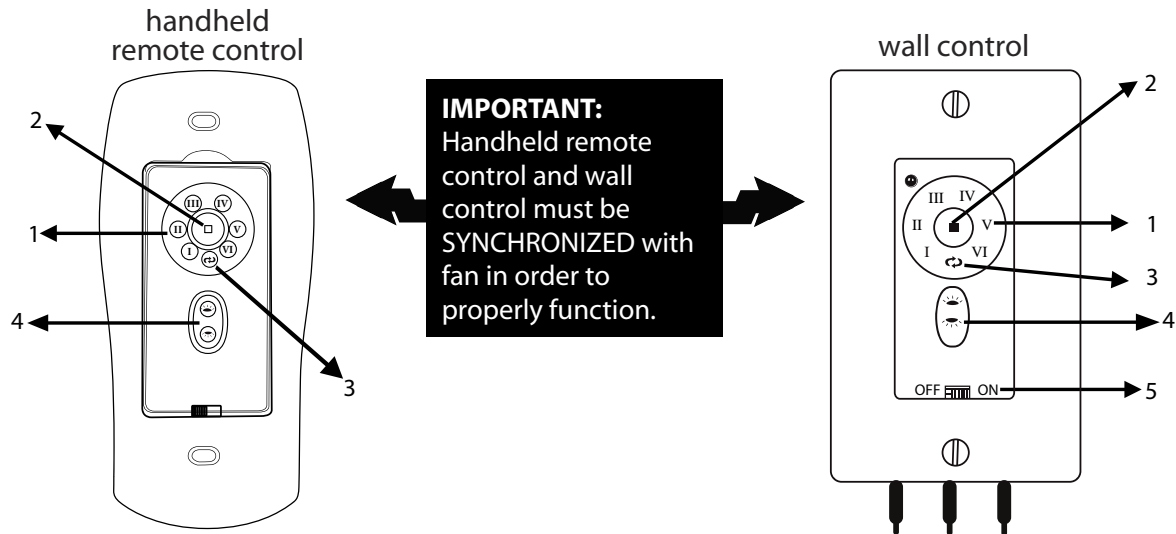 handheld
remote control
2
III IV
II V
I VI
1
4
3
IMPORTANT:
Handheld remote
control and wall
control must be
SYNCHRONIZED with
fan in order to
properly function.
wall control
2
III IV
II V
I VI
1
3
4
OFF ON
5